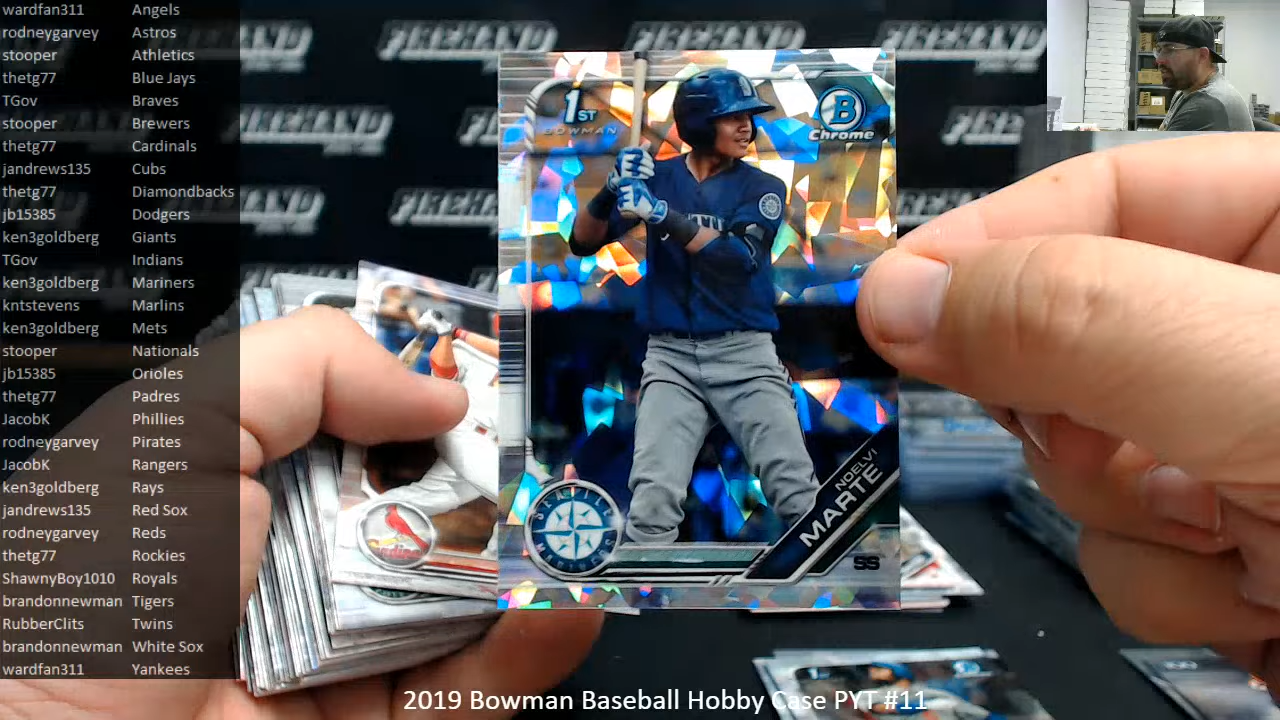 wardfan311 Angels
rodneygarvey Astros
stooper Athletics
thetg77 Blue Jays
TGov Braves
stooper Brewers
thetg77 Cardinals
jandrews135 Cubs
thetg77 Diamondbacks
jb15385 Dodgers
ken3goldberg Giants
TGov Indians
ken3goldberg Mariners
kntstevens Marlins
ken3goldberg Mets
stooper Nationals
jb15385 Orioles
thetg77 Padres
JacobK Phillies
rodneygarvey Pirates
JacobK Rangers
ken3goldberg Rays
jandrews135 Red Sox
rodneygarvey Reds
thetg77 Rockies
ShawnyBoy1010 Royals
brandonnewman Tigers
RubberClits Twins
brandonnewman White Sox
wardfan311 Yankees
FIREHAND
1ST
BOWMAN
B
Chrome
SEATTLE
MARINERS
NOELVI
MARTE
SS
2019 Bowman Baseball Hobby Case PYT #11